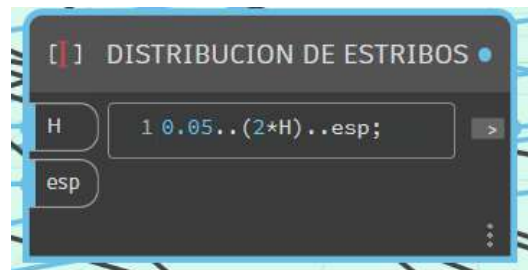 [|] DISTRIBUCION DE ESTRIBOS
H
1 0.05..(2*H)..esp;
>
esp